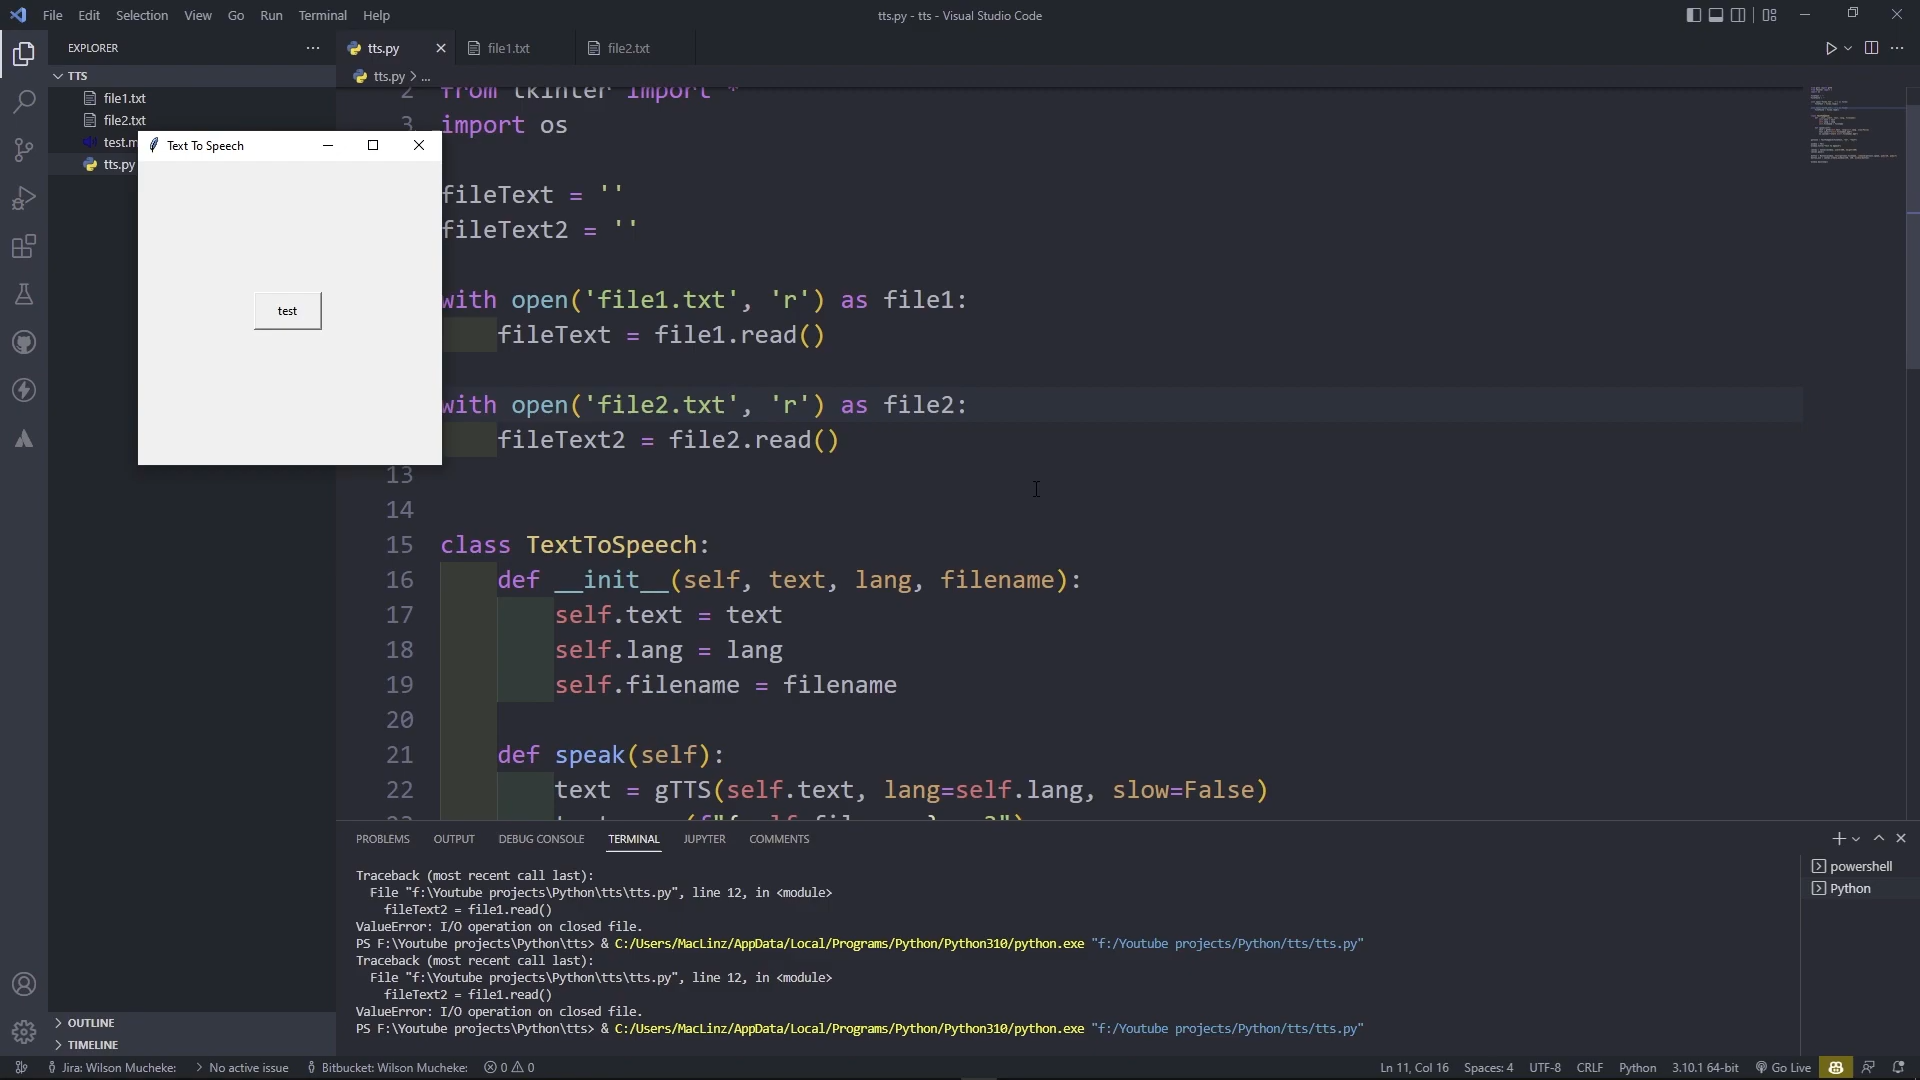 File Edit Selection View Go Run Terminal Help
tts.py - tts - Visual Studio Code
EXPLORER
tts.py
file1.txt
file2.txt
TTS
tts.py > ...
file1.txt
file2.txt
tts.py
Text To Speech
test
2 from tkinter import *
3 import os
fileText = ''
fileText2 = ''
with open('file1.txt', 'r') as file1:
fileText = file1.read()
with open('file2.txt', 'r') as file2:
fileText2 = file2.read()
13
14
15 class TextToSpeech:
16 def __init__(self, text, lang, filename):
17 self.text = text
18 self.lang = lang
19 self.filename = filename
20
21 def speak(self):
22 text = gTTS(self.text, lang=self.lang, slow=False)
PROBLEMS OUTPUT DEBUG CONSOLE TERMINAL JUPYTER COMMENTS
Traceback (most recent call last):
File "f:\Youtube projects\Python\tts\tts.py", line 12, in <module>
fileText2 = file1.read()
ValueError: I/O operation on closed file.
PS F:\Youtube projects\Python\tts> & C:/Users/MacLinz/AppData/Local/Programs/Python/Python310/python.exe "f:/Youtube projects/Python/tts/tts.py"
Traceback (most recent call last):
File "f:\Youtube projects\Python\tts\tts.py", line 12, in <module>
fileText2 = file1.read()
ValueError: I/O operation on closed file.
PS F:\Youtube projects\Python\tts> & C:/Users/MacLinz/AppData/Local/Programs/Python/Python310/python.exe "f:/Youtube projects/Python/tts/tts.py"
powershell
Python
OUTLINE
TIMELINE
Jira: Wilson Mucheke: No active issue Bitbucket: Wilson Mucheke: 0 0
Ln 11, Col 16 Spaces: 4 UTF-8 CRLF Python 3.10.1 64-bit Go Live